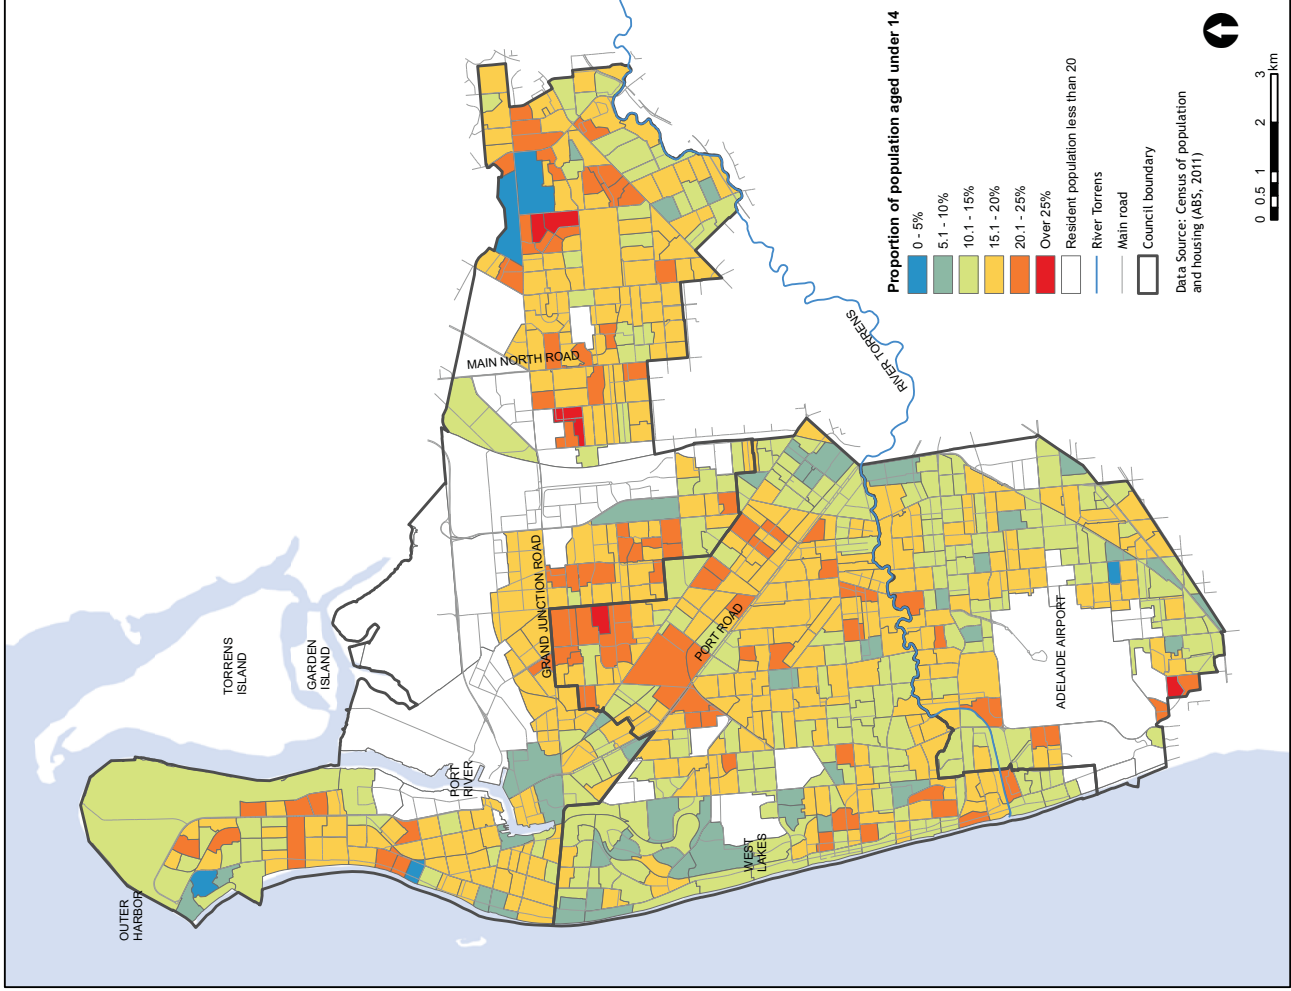 OUTER
HARBOR
TORRENS
ISLAND
GARDEN
ISLAND
PORT
RIVER
WEST
LAKES
GRAND JUNCTION ROAD
PORT ROAD
MAIN NORTH ROAD
RIVER TORRENS
ADELAIDE AIRPORT
Proportion of population aged under 14
0 - 5%
5.1 - 10%
10.1 - 15%
15.1 - 20%
20.1 - 25%
Over 25%
Resident population less than 20
River Torrens
Main road
Council boundary
Data Source: Census of population
and housing (ABS, 2011)
0 0.5 1 2 3
km